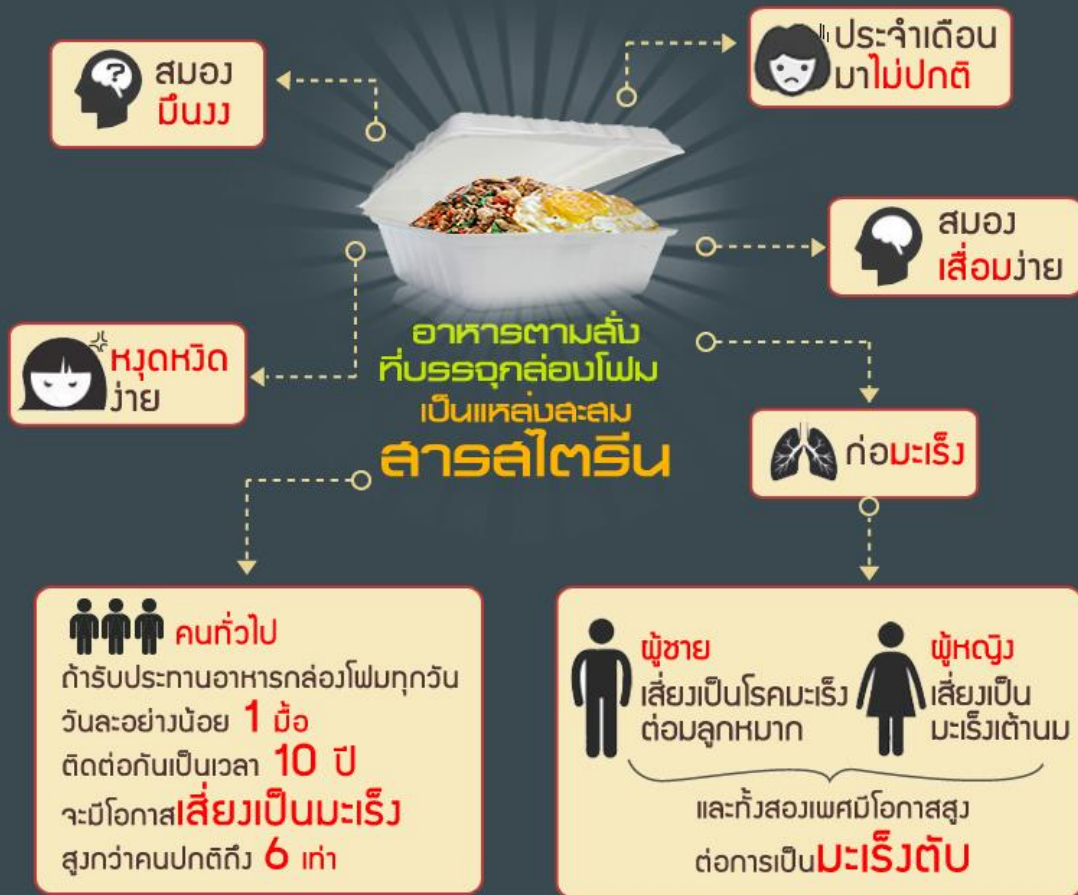 สมอง
มึนงง
ประจำเดือน
มาไม่ปกติ
สมอง
เสื่อมง่าย
หงุดหงิด
ง่าย
อาหารตามสั่ง
ที่บรรจุกล่องโฟม
เป็นแหล่งสะสม
สารสไตรีน
ก่อมะเร็ง
คนทั่วไป
ถ้ารับประทานอาหารกล่องโฟมทุกวัน
วันละอย่างน้อย 1 มื้อ
ติดต่อกันเป็นเวลา 10 ปี
จะมีโอกาสเสี่ยงเป็นมะเร็ง
สูงกว่าคนปกติถึง 6 เท่า
ผู้ชาย
เสี่ยงเป็นโรคมะเร็ง
ต่อมลูกหมาก
ผู้หญิง
เสี่ยงเป็น
มะเร็งเต้านม
และทั้งสองเพศมีโอกาสสูง
ต่อการเป็นมะเร็งตับ